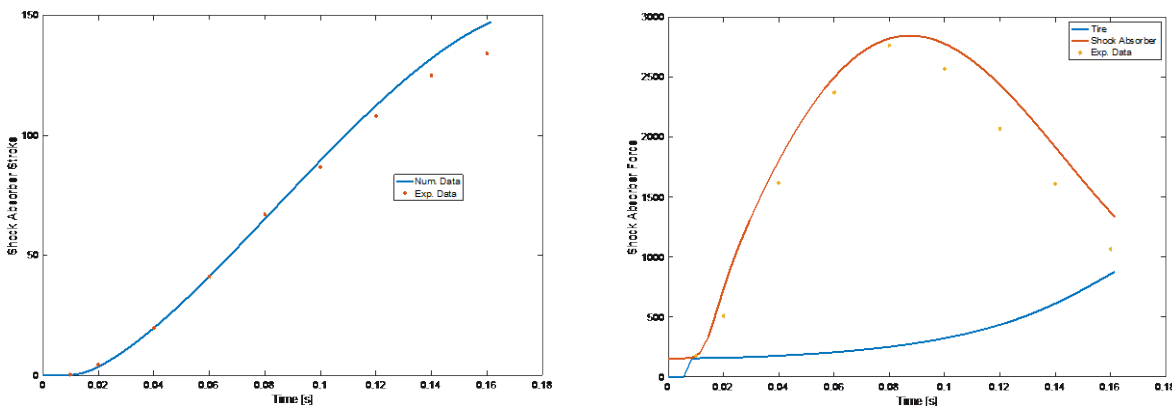 150
100
50
0
Shock Absorber Stroke
Num. Data
Exp. Data
0 0.02 0.04 0.06 0.08 0.1 0.12 0.14 0.16 0.18
Time [s]
3000
2500
2000
1500
1000
500
0
Shock Absorber Force
Tire
Shock Absorber
Exp. Data
0 0.02 0.04 0.06 0.08 0.1 0.12 0.14 0.16 0.18
Time [s]